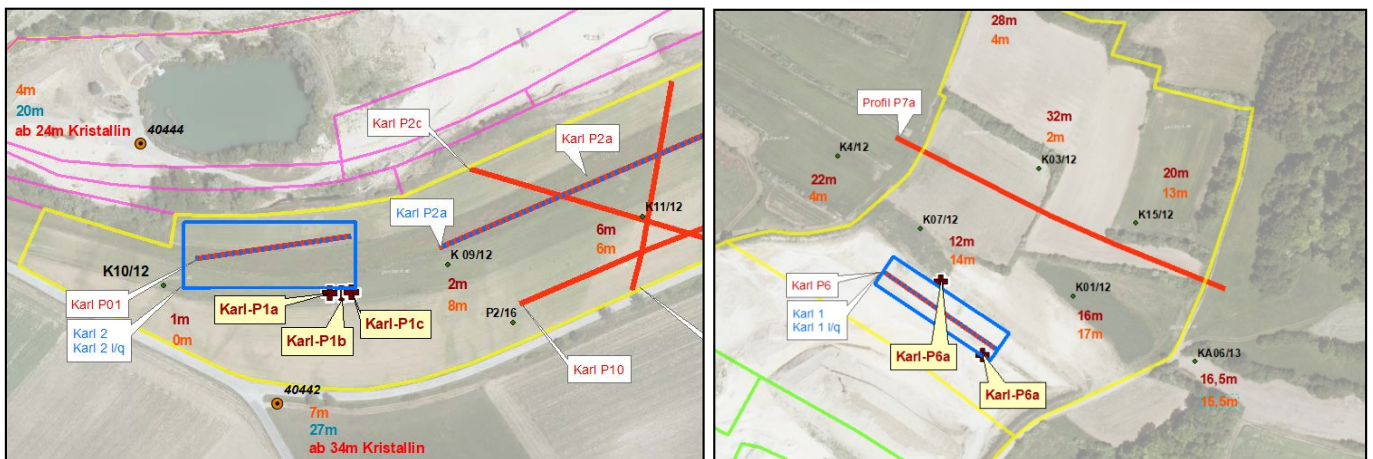 4m
20m
ab 24m Kristallin
40444
Karl P2c
Karl P2a
Karl P2a
K11/12
6m
6m
K 09/12
2m
8m
P2/16
Karl P10
K10/12
Karl P01
Karl 2
Karl 2 l/q
1m
0m
Karl-P1a
Karl-P1b
Karl-P1c
40442
7m
27m
ab 34m Kristallin
28m
4m
Profil P7a
32m
2m
K03/12
K4/12
22m
4m
20m
13m
K15/12
K07/12
12m
14m
Karl P6
Karl 1
Karl 1 l/q
K01/12
16m
17m
Karl-P6a
Karl-P6a
KA06/13
16,5m
15,5m